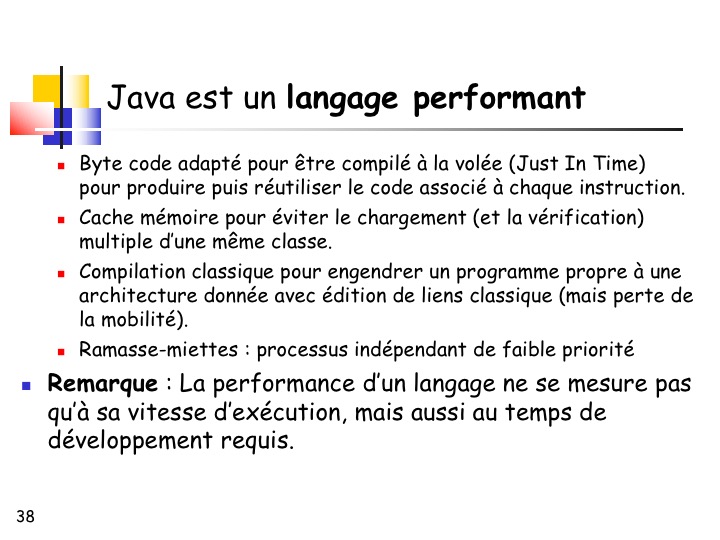 Java est un langage performant
Byte code adapté pour être compilé à la volée (Just In Time)
pour produire puis réutiliser le code associé à chaque instruction.
Cache mémoire pour éviter le chargement (et la vérification)
multiple d’une même classe.
Compilation classique pour engendrer un programme propre à une
architecture donnée avec édition de liens classique (mais perte de
la mobilité).
Ramasse-miettes : processus indépendant de faible priorité
Remarque : La performance d’un langage ne se mesure pas
qu’à sa vitesse d’exécution, mais aussi au temps de
développement requis.
38